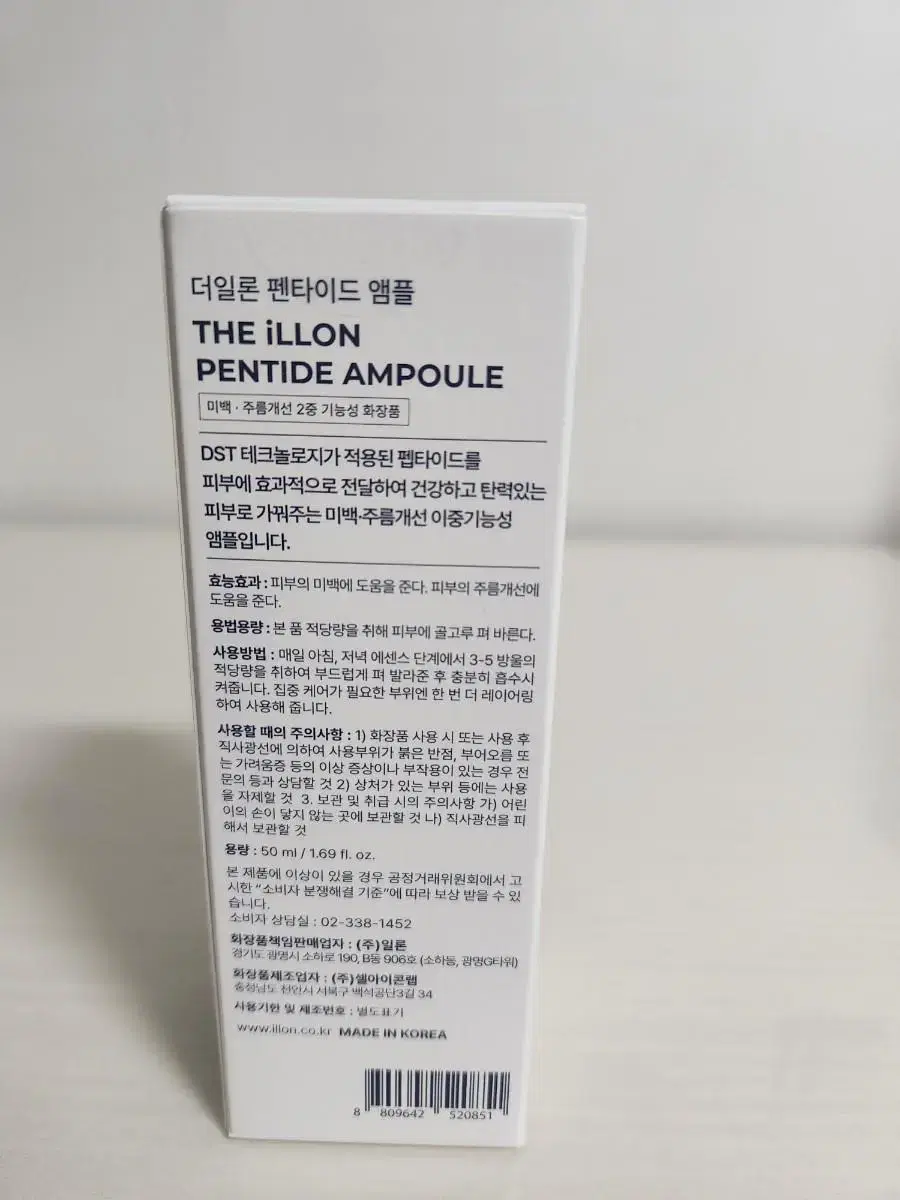 더일론 펜타이드 앰플
THE iLLON
PENTIDE AMPOULE
미백 · 주름개선 2중 기능성 화장품
DST 테크놀로지가 적용된 펩타이드를
피부에 효과적으로 전달하여 건강하고 탄력있는
피부로 가꿔주는 미백·주름개선 이중기능성
앰플입니다.
효능효과 : 피부의 미백에 도움을 준다. 피부의 주름개선에
도움을 준다.
용법용량 : 본 품 적당량을 취해 피부에 골고루 펴 바른다.
사용방법 : 매일 아침, 저녁 에센스 단계에서 3-5 방울의
적당량을 취하여 부드럽게 펴 발라준 후 충분히 흡수시
켜줍니다. 집중 케어가 필요한 부위엔 한 번 더 레이어링
하여 사용해 줍니다.
사용할 때의 주의사항 : 1) 화장품 사용 시 또는 사용 후
직사광선에 의하여 사용부위가 붉은 반점, 부어오름 또
는 가려움증 등의 이상 증상이나 부작용이 있는 경우 전
문의 등과 상담할 것 2) 상처가 있는 부위 등에는 사용
을 자제할 것 3. 보관 및 취급 시의 주의사항 가) 어린
이의 손이 닿지 않는 곳에 보관할 것 나) 직사광선을 피
해서 보관할 것
용량 : 50 ml / 1.69 fl. oz.
본 제품에 이상이 있을 경우 공정거래위원회에서 고
시한 “소비자 분쟁해결 기준”에 따라 보상 받을 수 있
습니다.
소비자 상담실 : 02-338-1452
화장품책임판매업자 : (주)일론
경기도 광명시 소하로 190, B동 906호 (소하동, 광명G타워)
화장품제조업자 : (주)셀아이콘랩
충청남도 천안시 서북구 백석공단3길 34
사용기한 및 제조번호 : 별도표기
www.illon.co.kr MADE IN KOREA
8 809642 520851